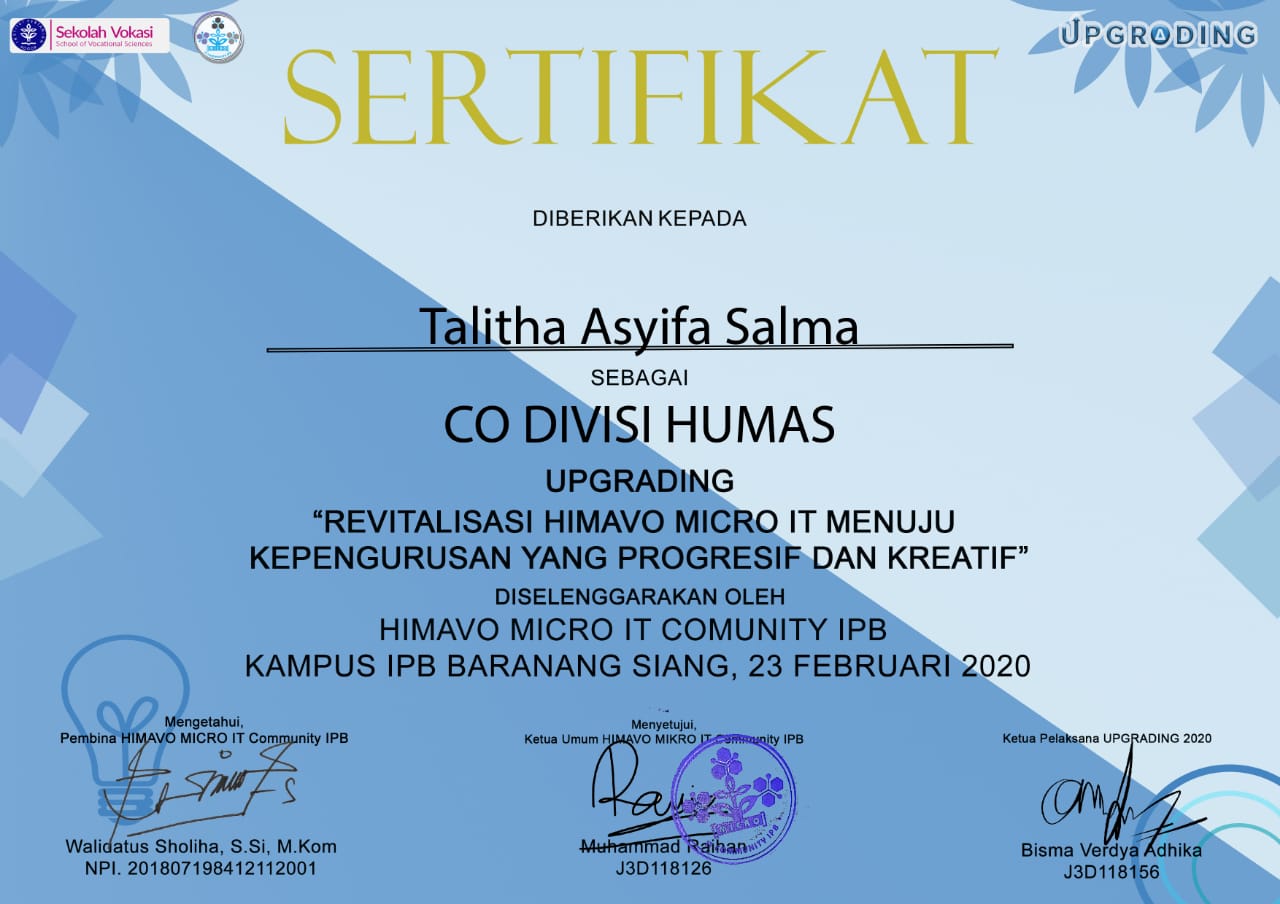 Sekolah Vokasi
School of Vocational Sciences
UPGRADING
SERTIFIKAT
DIBERIKAN KEPADA
Talitha Asyifa Salma
SEBAGAI
CO DIVISI HUMAS
UPGRADING
“REVITALISASI HIMAVO MICRO IT MENUJU
KEPENGURUSAN YANG PROGRESIF DAN KREATIF”
DISELENGGARAKAN OLEH
HIMAVO MICRO IT COMUNITY IPB
KAMPUS IPB BARANANG SIANG, 23 FEBRUARI 2020
Mengetahui,
Pembina HIMAVO MICRO IT Community IPB
Walidatus Sholiha, S.Si, M.Kom
NPI. 201807198412112001
Menyetujui,
Ketua Umum HIMAVO MIKRO IT Community IPB
COMMUNITY IPB
Muhammad Raihan
J3D118126
Ketua Pelaksana UPGRADING 2020
Bisma Verdya Adhika
J3D118156